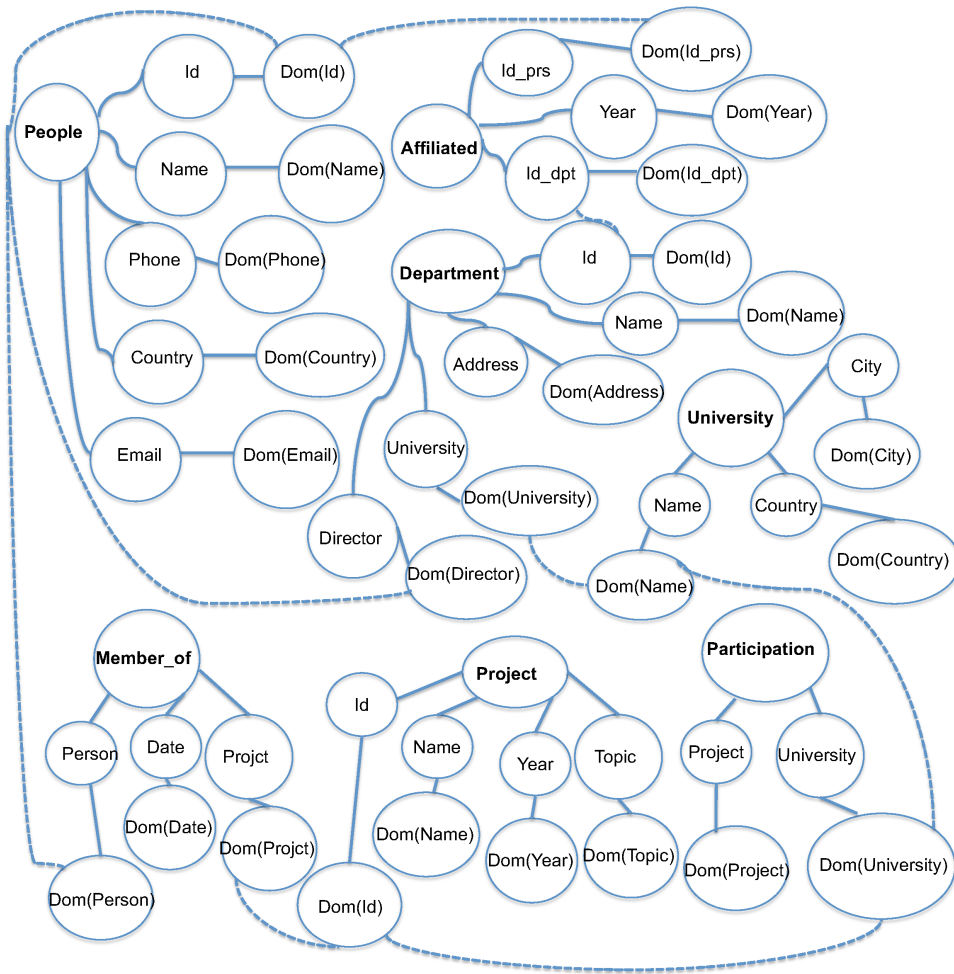 People
Id
Dom(Id)
Name
Dom(Name)
Phone
Dom(Phone)
Country
Dom(Country)
Email
Dom(Email)
Affiliated
Id_prs
Dom(Id_prs)
Year
Dom(Year)
Id_dpt
Dom(Id_dpt)
Department
Id
Dom(Id)
Name
Dom(Name)
Address
Dom(Address)
University
Dom(University)
Director
Dom(Director)
University
City
Dom(City)
Name
Dom(Name)
Country
Dom(Country)
Member_of
Person
Dom(Person)
Date
Dom(Date)
Projct
Dom(Projct)
Project
Id
Dom(Id)
Name
Dom(Name)
Year
Dom(Year)
Topic
Dom(Topic)
Participation
Project
Dom(Project)
University
Dom(University)